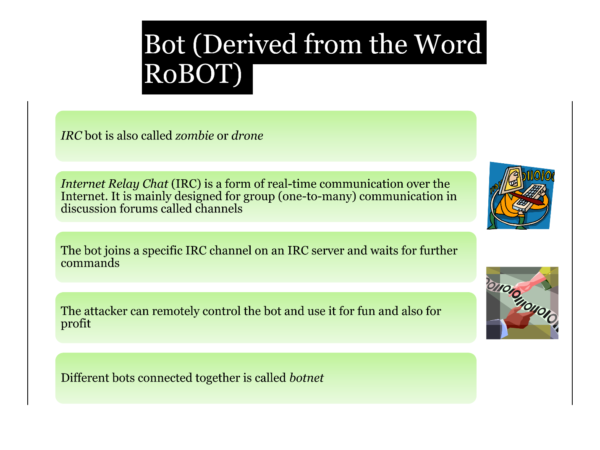 Bot (Derived from the Word
RoBOT)
IRC bot is also called zombie or drone
Internet Relay Chat (IRC) is a form of real-time communication over the
Internet. It is mainly designed for group (one-to-many) communication in
discussion forums called channels
The bot joins a specific IRC channel on an IRC server and waits for further
commands
The attacker can remotely control the bot and use it for fun and also for
profit
Different bots connected together is called botnet